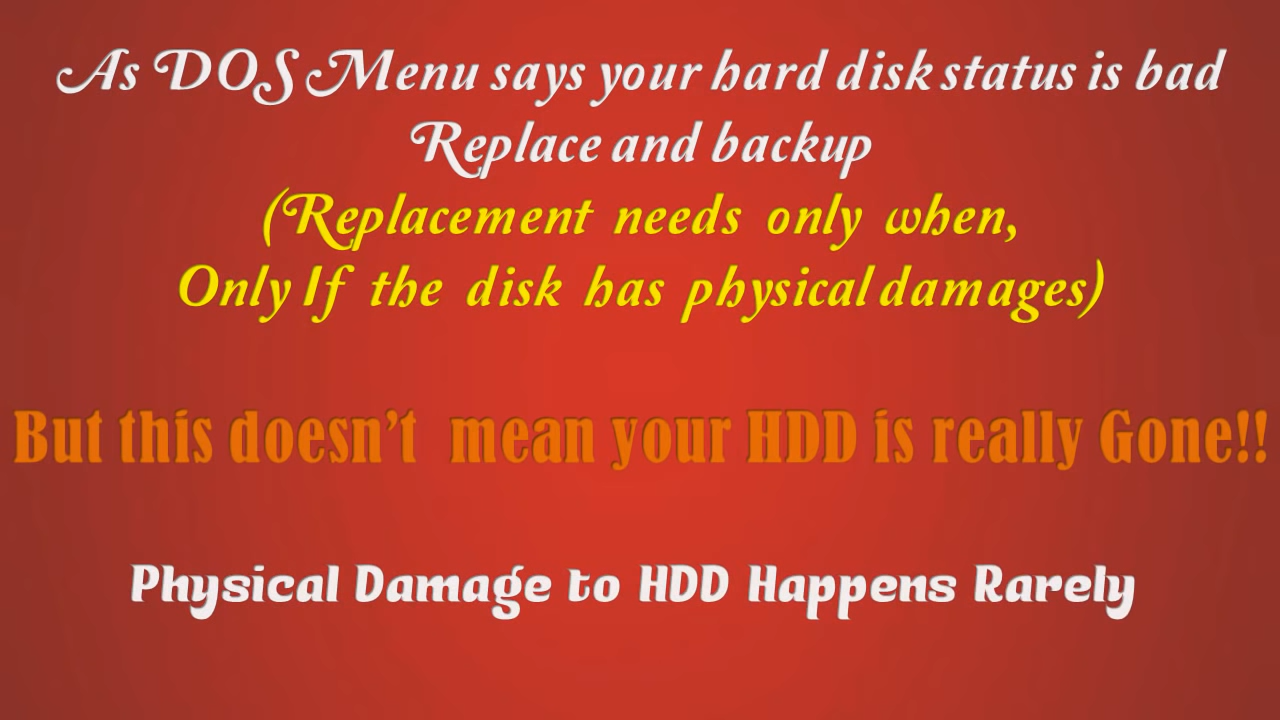 As DOS Menu says your hard disk status is bad
Replace and backup
(Replacement needs only when,
Only If the disk has physical damages)
But this doesn't mean your HDD is really Gone!!
Physical Damage to HDD Happens Rarely